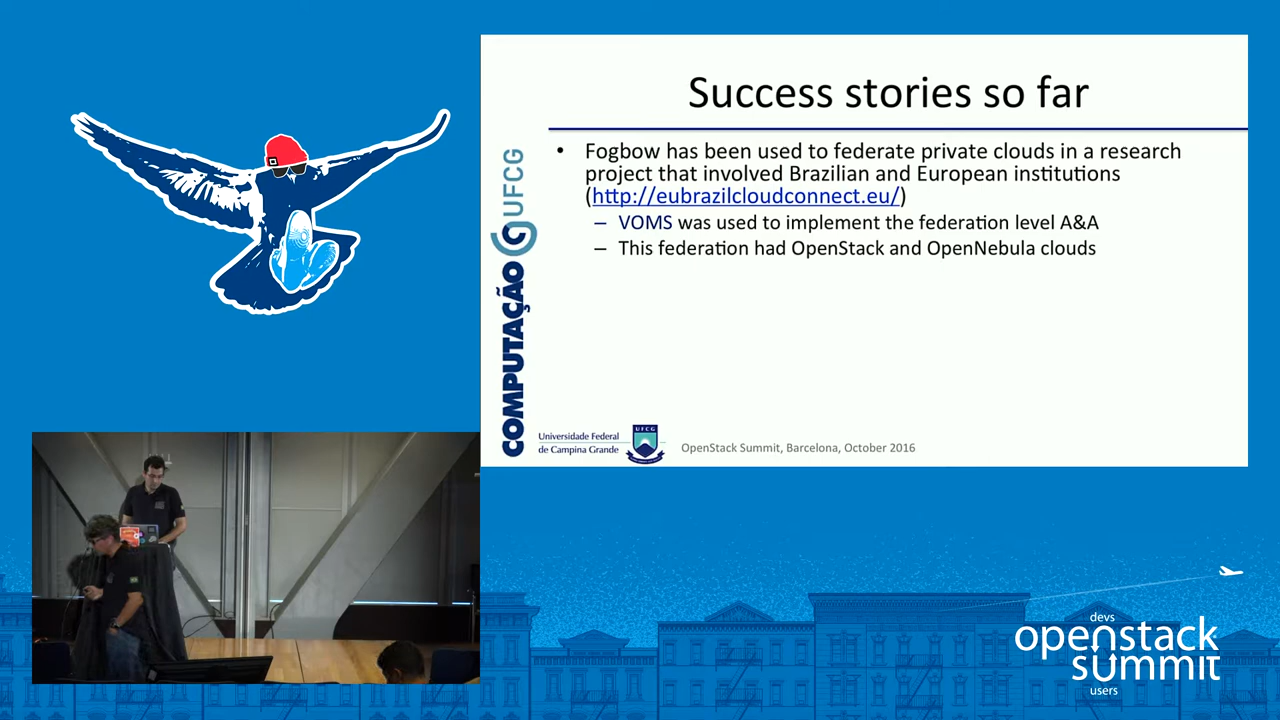 Success stories so far
• Fogbow has been used to federate private clouds in a research
project that involved Brazilian and European institutions
(http://eubrazilcloudconnect.eu/)
– VOMS was used to implement the federation level A&A
– This federation had OpenStack and OpenNebula clouds
COMPUTAÇÃO UFCG
Universidade Federal
de Campina Grande
UFCG
OpenStack Summit, Barcelona, October 2016
devs
openstack
summit
users